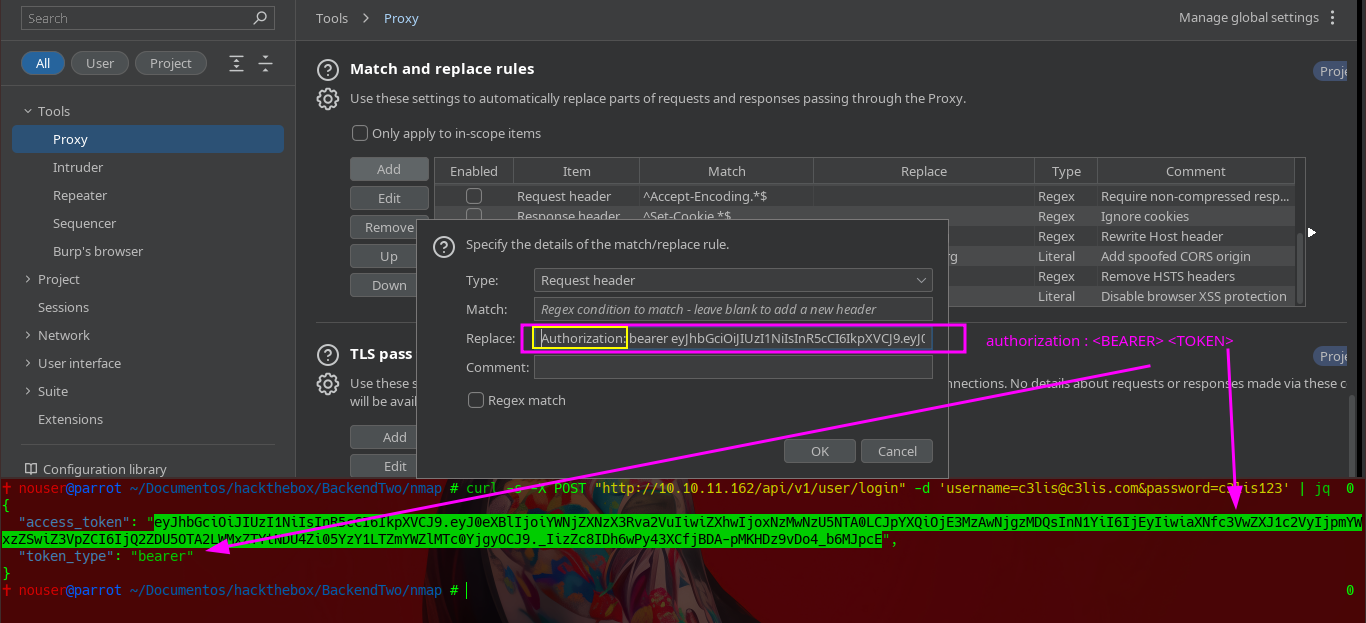 Search
Tools > Proxy
Manage global settings
All
User
Project
Tools
Proxy
Intruder
Repeater
Sequencer
Burp's browser
Project
Sessions
Network
User interface
Suite
Extensions
Configuration library
Match and replace rules
Use these settings to automatically replace parts of requests and responses passing through the Proxy.
Only apply to in-scope items
Add
Edit
Remove
Up
Down
Enabled Item Match Replace Type Comment
Request header ^Accept-Encoding.*$ Regex Require non-compressed resp...
Response header ^Set-Cookie.*$ Regex Ignore cookies
Regex Rewrite Host header
Literal Add spoofed CORS origin
Regex Remove HSTS headers
Literal Disable browser XSS protection
Specify the details of the match/replace rule.
Type: Request header
Match: Regex condition to match - leave blank to add a new header
Replace: Authorization: bearer eyJhbGciOiJIUzI1NiIsInR5cCI6IkpXVCJ9.eyJ
Comment:
Regex match
OK
Cancel
authorization : <BEARER> <TOKEN>
TLS pass
Use these s
nnections. No details about requests or responses made via these c
will be avai
Add
Edit
nouser@parrot ~/Documentos/hackthebox/BackendTwo/nmap # curl -s -X POST "http://10.10.11.162/api/v1/user/login" -d 'username=c3lis@c3lis.com&password=c3lis123' | jq 0
{
"access_token": "eyJhbGciOiJIUzI1NiIsInR5cCI6IkpXVCJ9.eyJ0eXBlIjoiYWNjZXNzX3Rva2VuIiwiZXhwIjoxNzMwNzU5NTA0LCJpYXQiOjE3MzAwNjgzMDQsInN1YiI6IjEyIiwiaXNfc3VwZXJ1c2VyIjpmYW
xzZSwiZ3VpZCI6IjQ2ZDU5OTA2LWMxZTYtNDU4Zi05YzY1LTZmYWZlMTc0YjgyOCJ9._IizZc8IDh6wPy43XCfjBDA-pMKHDz9vDo4_b6MJpcE",
"token_type": "bearer"
}
nouser@parrot ~/Documentos/hackthebox/BackendTwo/nmap # 0